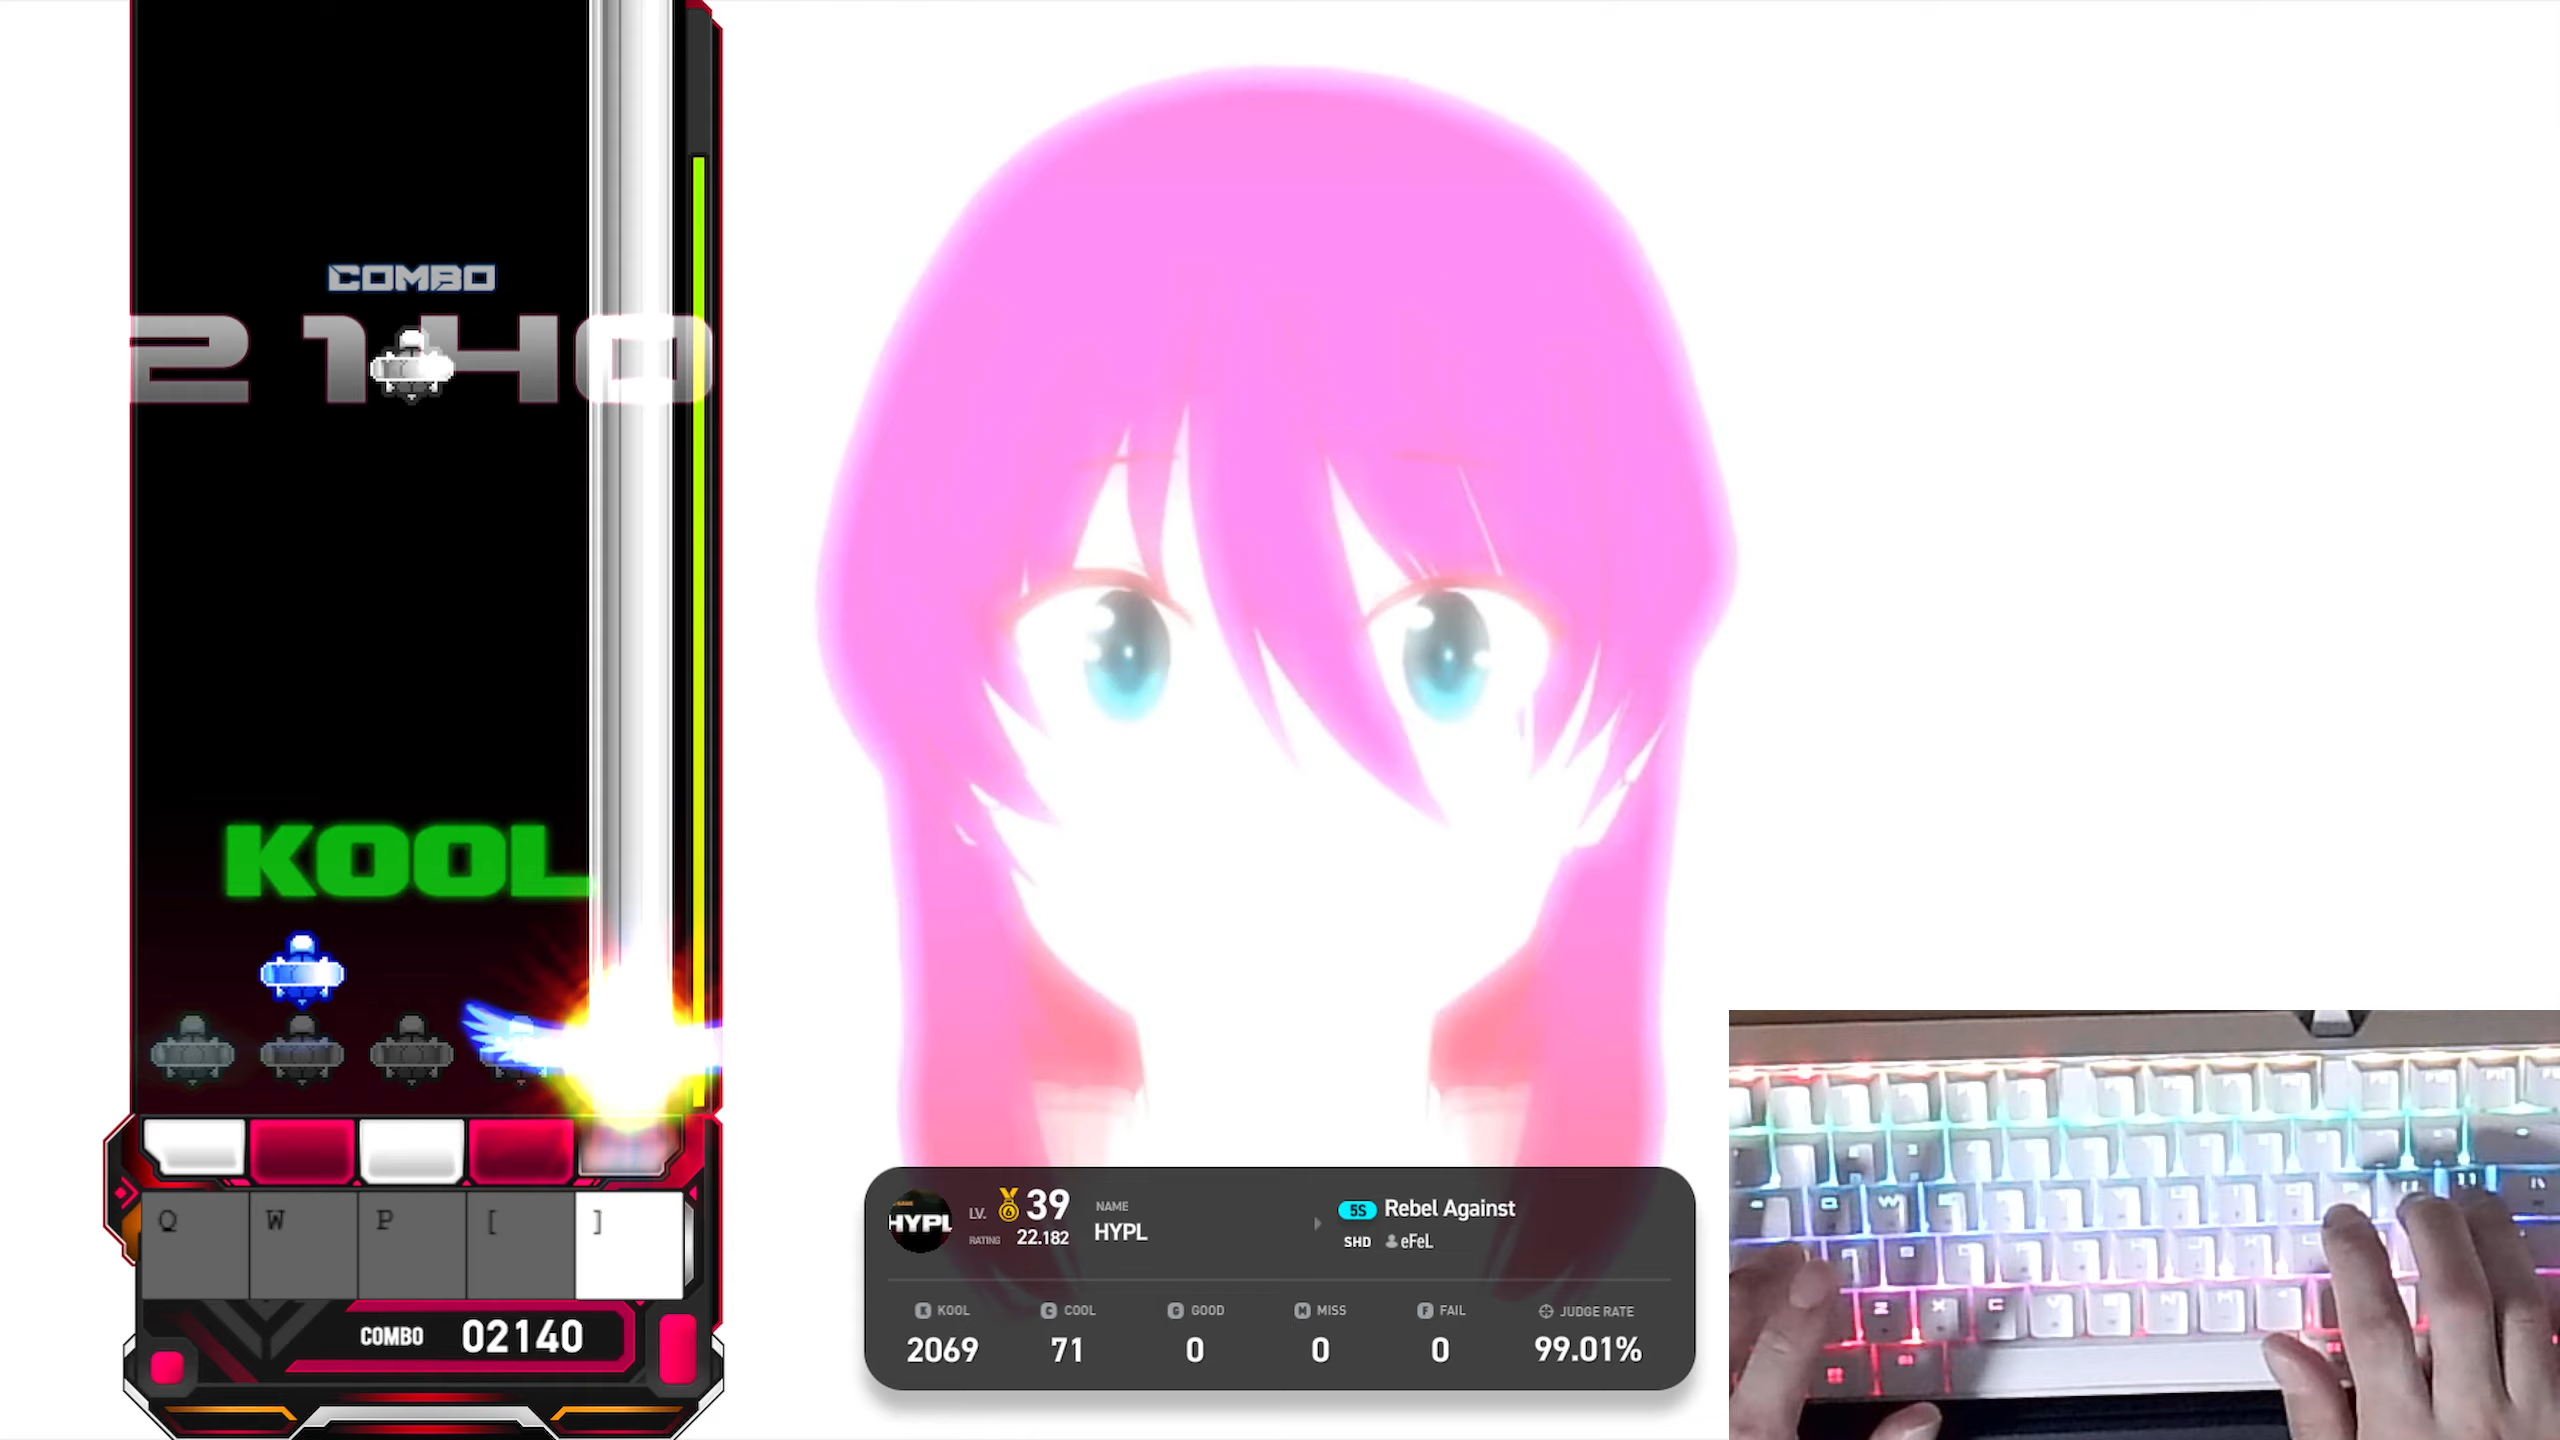 COMBO
2140
KOOL
Q W P [ ]
COMBO 02140
HYPL
LV. 6 39
RATING 22.182
NAME
HYPL
5S Rebel Against
SHD eFeL
K KOOL C COOL G GOOD M MISS F FAIL JUDGE RATE
2069 71 0 0 0 99.01%
Q W
Z X C